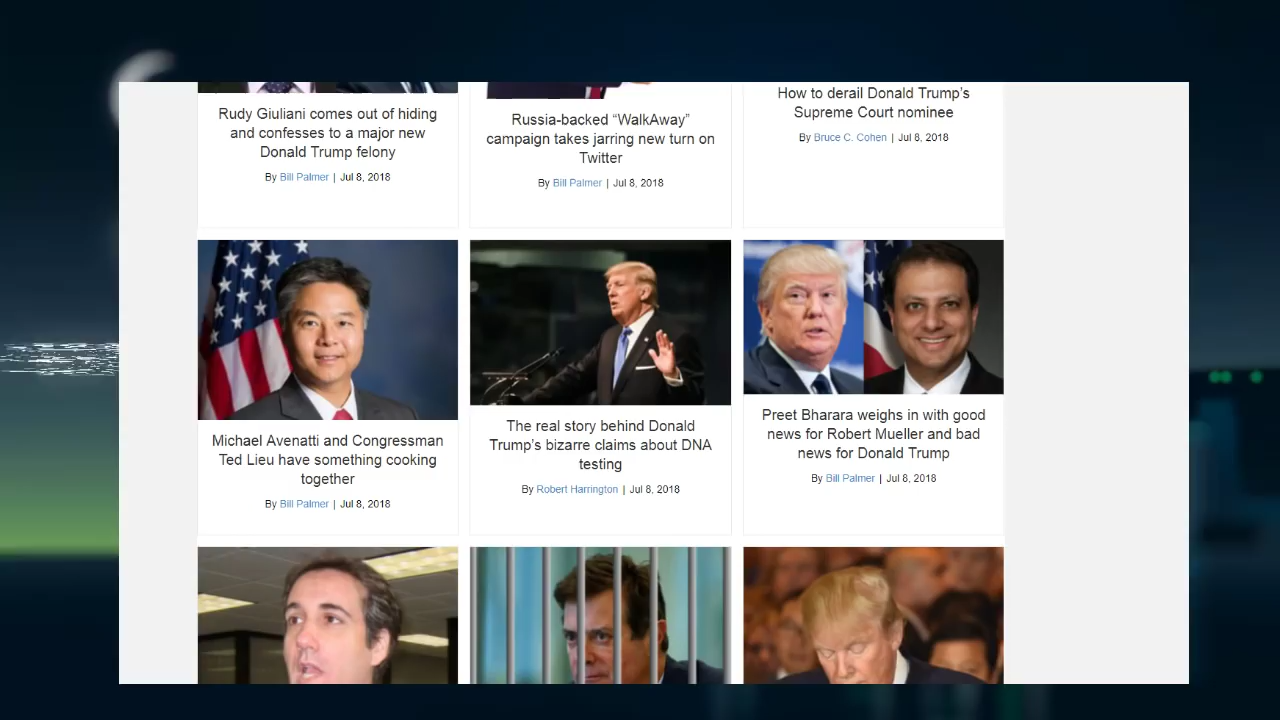 Rudy Giuliani comes out of hiding
and confesses to a major new
Donald Trump felony
By Bill Palmer | Jul 8, 2018
Russia-backed “WalkAway”
campaign takes jarring new turn on
Twitter
By Bill Palmer | Jul 8, 2018
How to derail Donald Trump’s
Supreme Court nominee
By Bruce C. Cohen | Jul 8, 2018
Michael Avenatti and Congressman
Ted Lieu have something cooking
together
By Bill Palmer | Jul 8, 2018
The real story behind Donald
Trump’s bizarre claims about DNA
testing
By Robert Harrington | Jul 8, 2018
Preet Bharara weighs in with good
news for Robert Mueller and bad
news for Donald Trump
By Bill Palmer | Jul 8, 2018